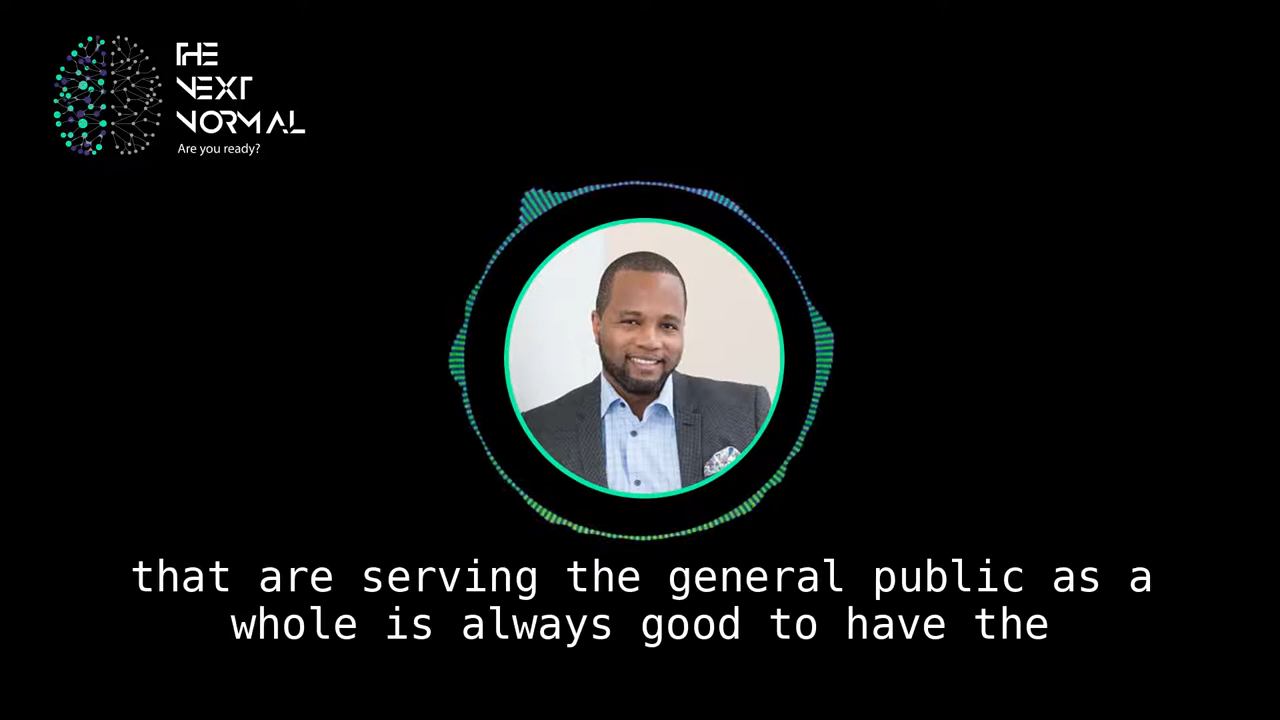 THE
NEXT
NORMAL
Are you ready?
that are serving the general public as a
whole is always good to have the